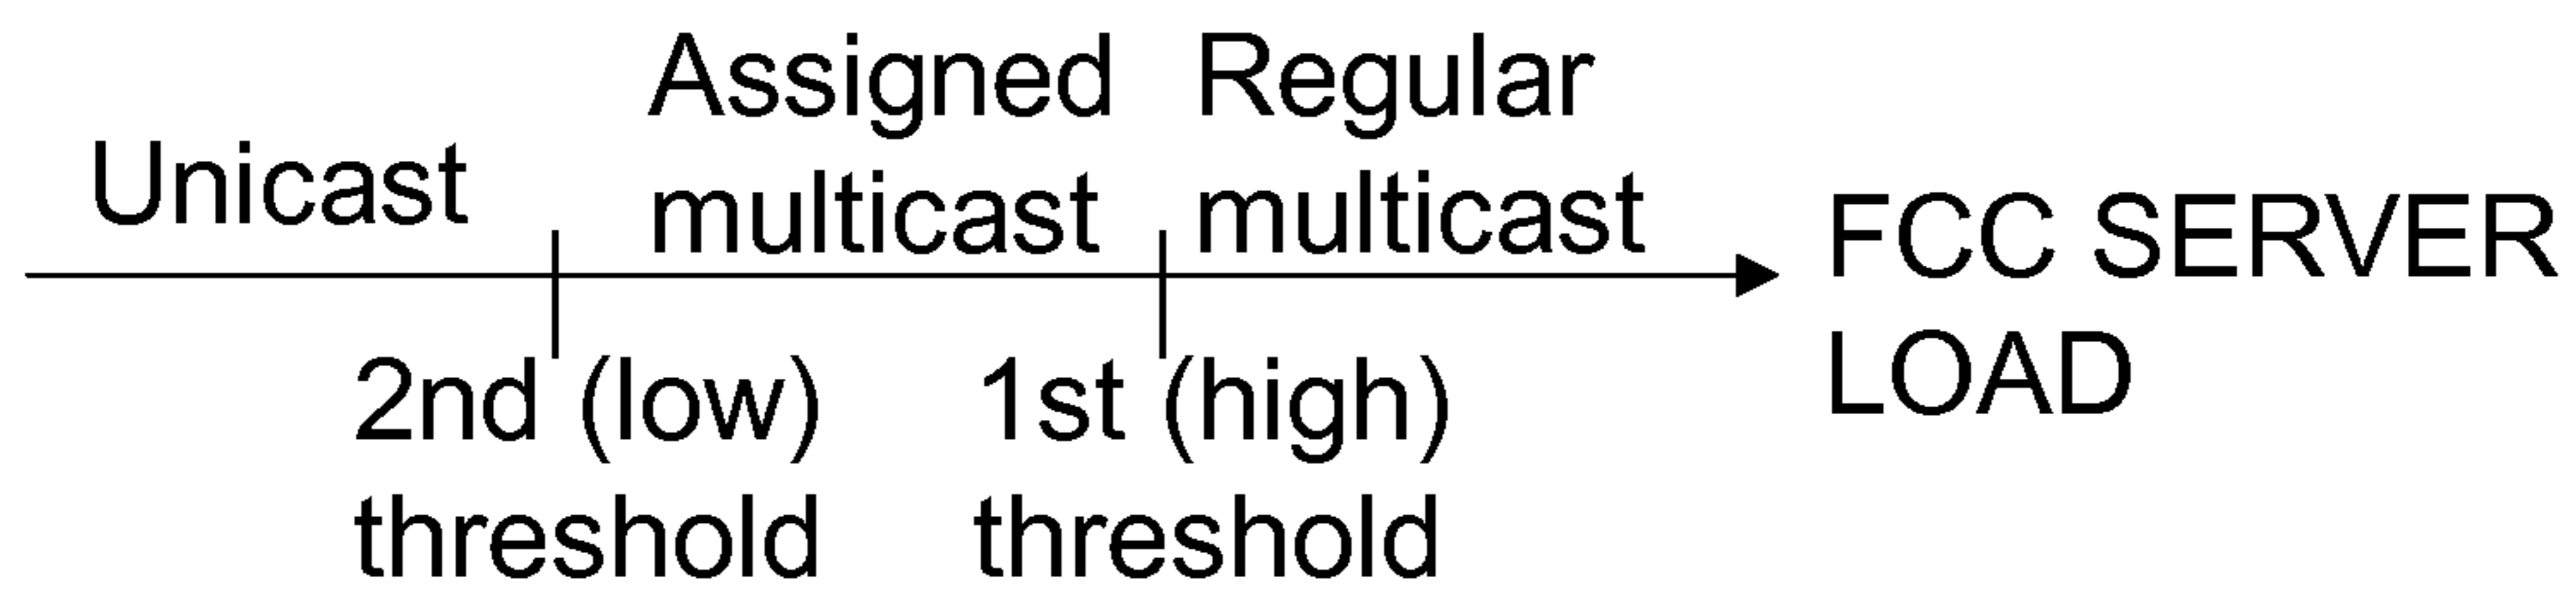 Unicast
Assigned
multicast
Regular
multicast
FCC SERVER
LOAD
2nd (low)
threshold
1st (high)
threshold